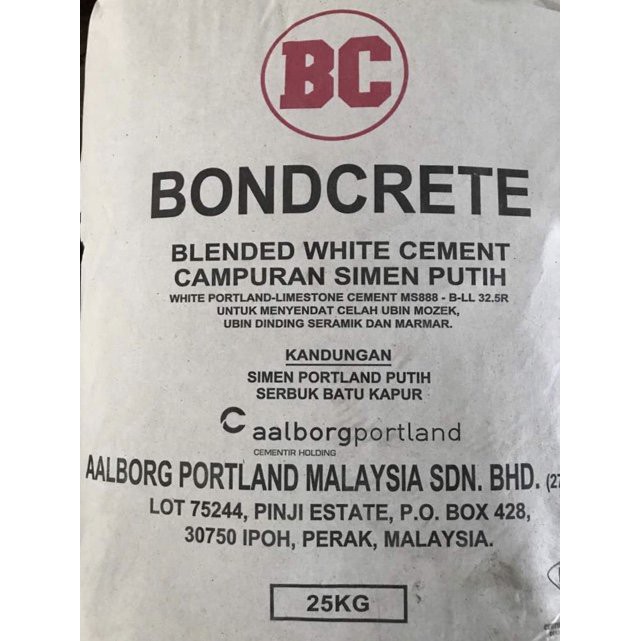 BC
BONDCRETE
BLENDED WHITE CEMENT
CAMPURAN SIMEN PUTIH
WHITE PORTLAND-LIMESTONE CEMENT MS888 - B-LL 32.5R
UNTUK MENYENDAT CELAH UBIN MOZEK,
UBIN DINDING SERAMIK DAN MARMAR.
KANDUNGAN
SIMEN PORTLAND PUTIH
SERBUK BATU KAPUR
aalborgportland
CEMENTIR HOLDING
AALBORG PORTLAND MALAYSIA SDN. BHD.
LOT 75244, PINJI ESTATE, P.O. BOX 428,
30750 IPOH, PERAK, MALAYSIA.
25KG